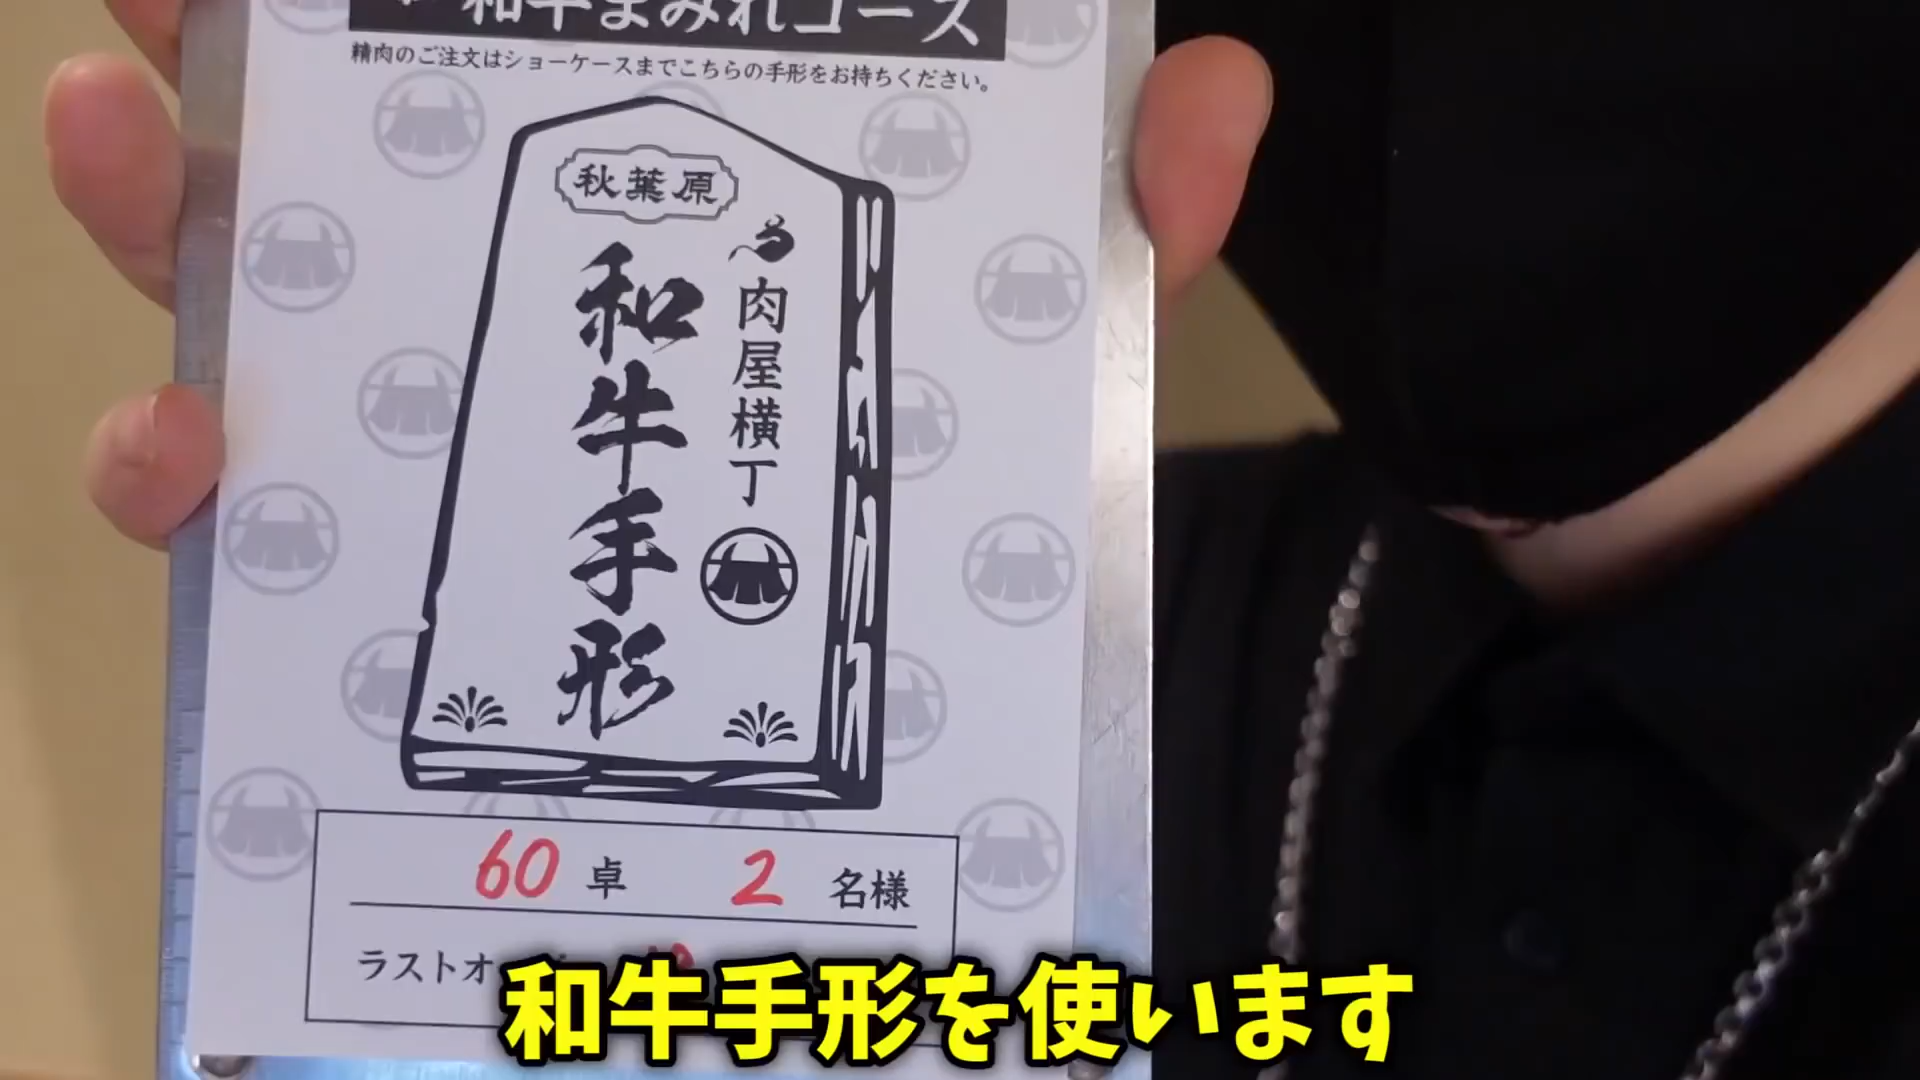 和牛まみれコース
精肉のご注文はショーケースまでこちらの手形をお持ちください。
秋葉原
肉屋横丁
和牛手形
60卓 2名様
ラストオ
和牛手形を使います